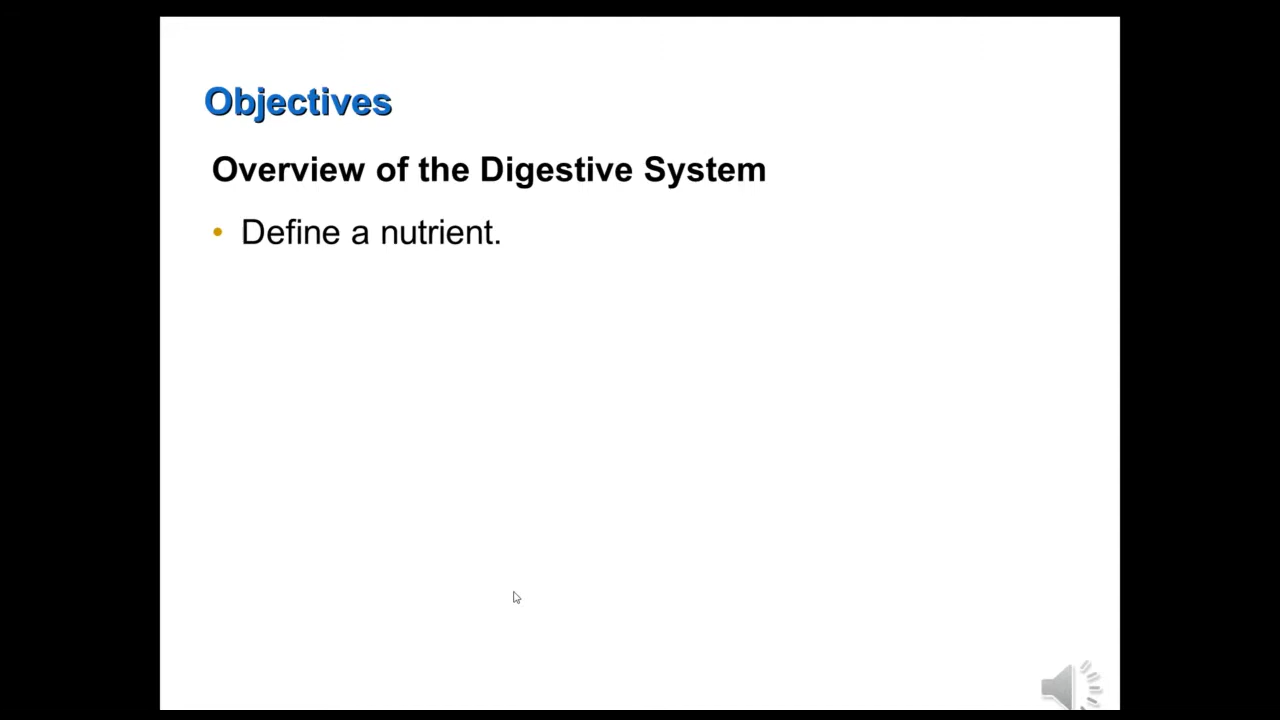 Objectives
Overview of the Digestive System
• Define a nutrient.